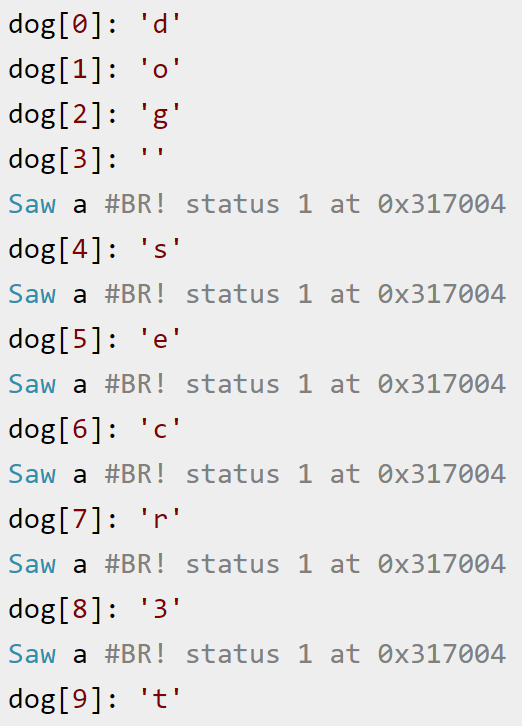 dog[0]: 'd'
dog[1]: 'o'
dog[2]: 'g'
dog[3]: ''
Saw a #BR! status 1 at 0x317004
dog[4]: 's'
Saw a #BR! status 1 at 0x317004
dog[5]: 'e'
Saw a #BR! status 1 at 0x317004
dog[6]: 'c'
Saw a #BR! status 1 at 0x317004
dog[7]: 'r'
Saw a #BR! status 1 at 0x317004
dog[8]: '3'
Saw a #BR! status 1 at 0x317004
dog[9]: 't'